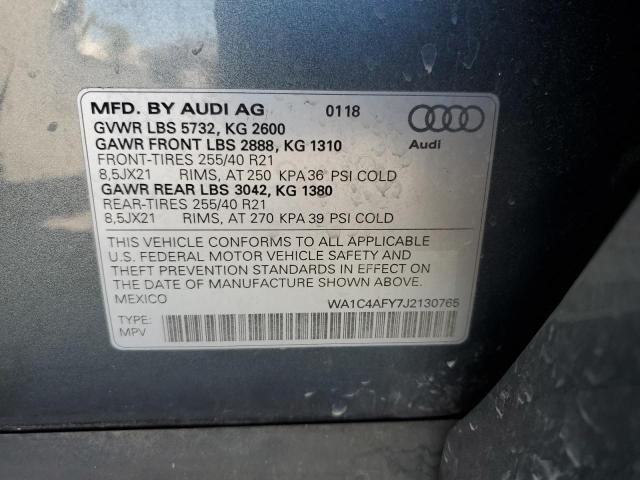 MFD. BY AUDI AG 0118
GVWR LBS 5732, KG 2600
GAWR FRONT LBS 2888, KG 1310
Audi
FRONT-TIRES 255/40 R21
8,5JX21 RIMS, AT 250 KPA 36 PSI COLD
GAWR REAR LBS 3042, KG 1380
REAR-TIRES 255/40 R21
8,5JX21 RIMS, AT 270 KPA 39 PSI COLD
THIS VEHICLE CONFORMS TO ALL APPLICABLE
U.S. FEDERAL MOTOR VEHICLE SAFETY AND
THEFT PREVENTION STANDARDS IN EFFECT ON
THE DATE OF MANUFACTURE SHOWN ABOVE.
MEXICO WA1C4AFY7J2130765
TYPE:
MPV